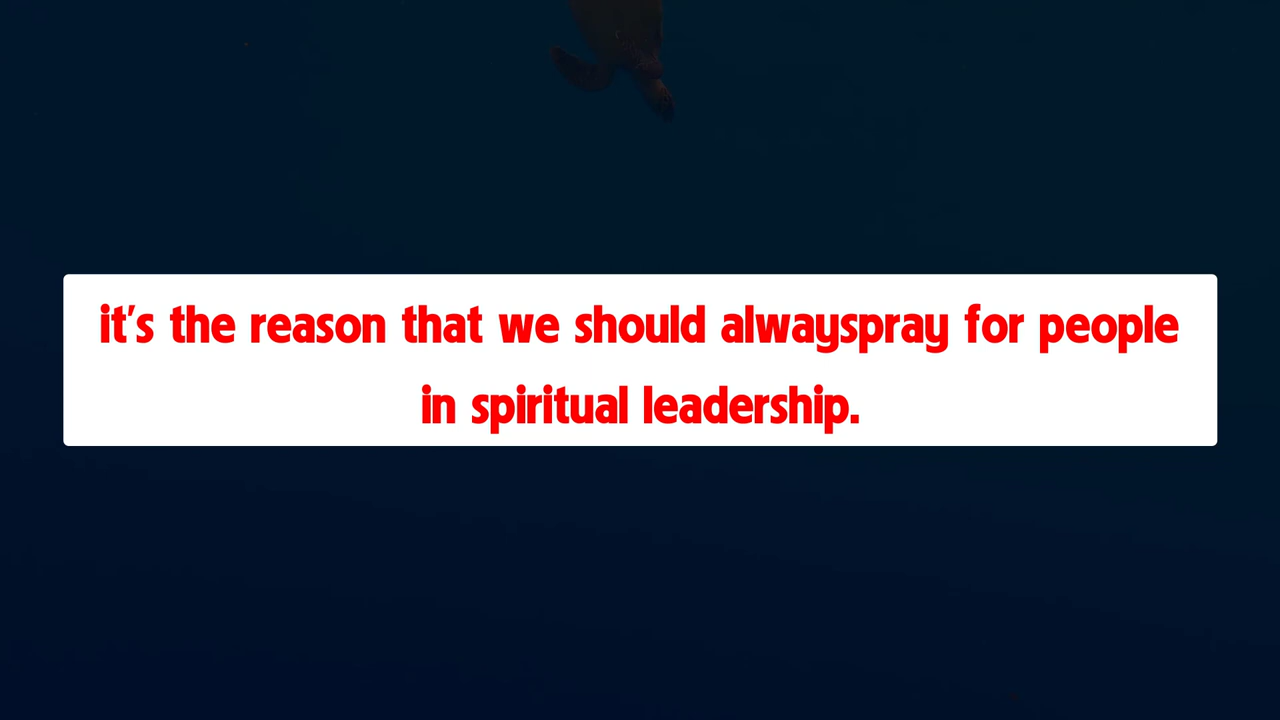 it's the reason that we should alwayspray for people
in spiritual leadership.